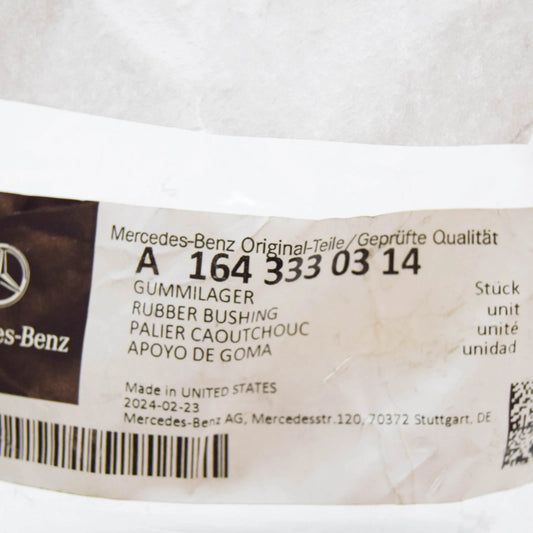 Mercedes-Benz Original-Teile/Geprüfte Qualität
A 164 333 03 14
GUMMILAGER
RUBBER BUSHING
PALIER CAOUTCHOUC
APOYO DE GOMA
Stück
unit
unité
unidad
es-Benz
Made in UNITED STATES
2024-02-23
Mercedes-Benz AG, Mercedesstr.120, 70372 Stuttgart, DE